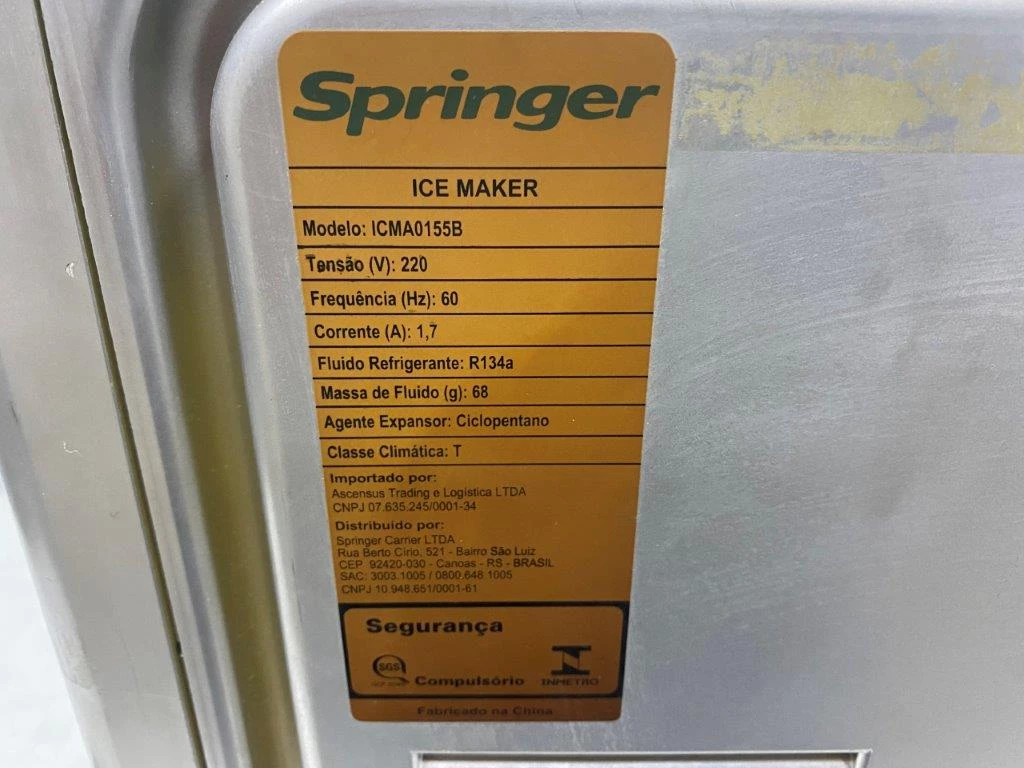 Springer
ICE MAKER
Modelo: ICMA0155B
Tensão (V): 220
Frequência (Hz): 60
Corrente (A): 1,7
Fluido Refrigerante: R134a
Massa de Fluido (g): 68
Agente Expansor: Ciclopentano
Classe Climática: T
Importado por:
Ascensus Trading e Logística LTDA
CNPJ 07.635.245/0001-34
Distribuído por:
Springer Carrier LTDA
Rua Berto Círio, 521 - Bairro São Luiz
CEP 92420-030 - Canoas - RS - BRASIL
SAC: 3003.1005 / 0800.648.1005
CNPJ 10.948.651/0001-61
Segurança
SGS
Compulsório
INMETRO
Fabricado na China